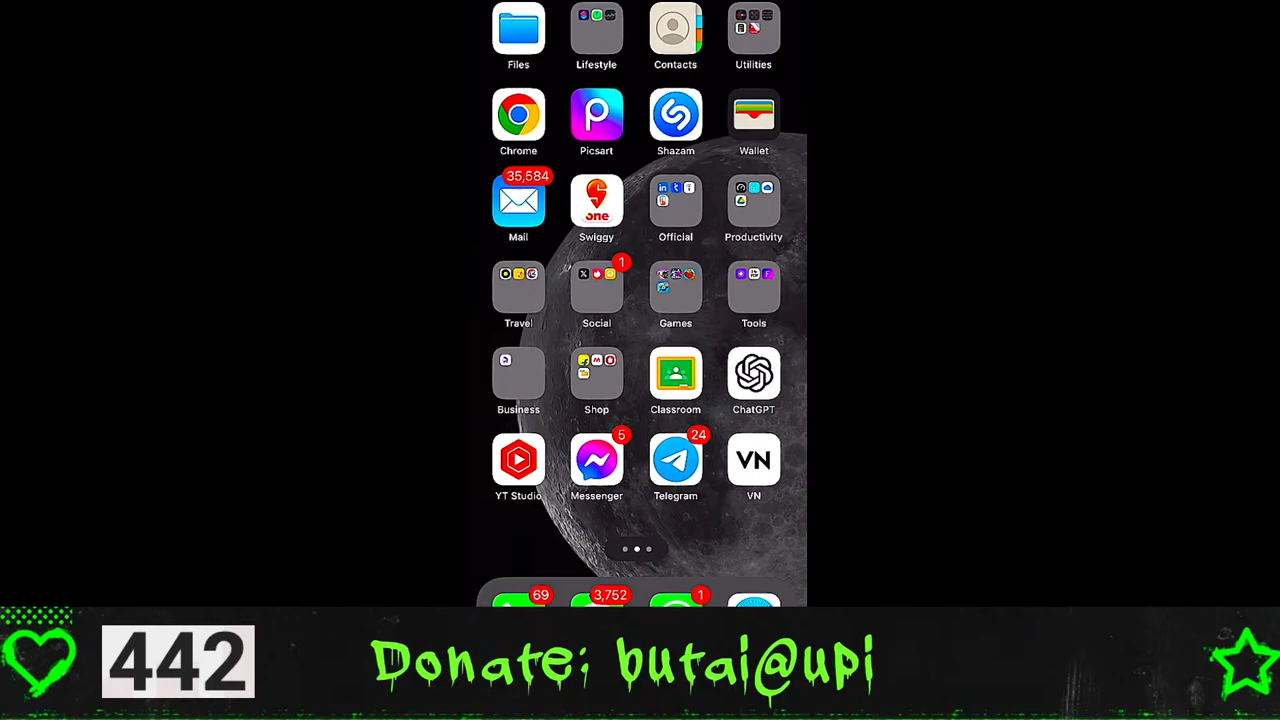 Files Lifestyle Contacts Utilities
Chrome Picsart Shazam Wallet
35,584
one
Mail Swiggy Official Productivity
1
Travel Social Games Tools
Business Shop Classroom ChatGPT
5 24
VN
YT Studio Messenger Telegram VN
69 3,752 1
442 Donate; butai@upi